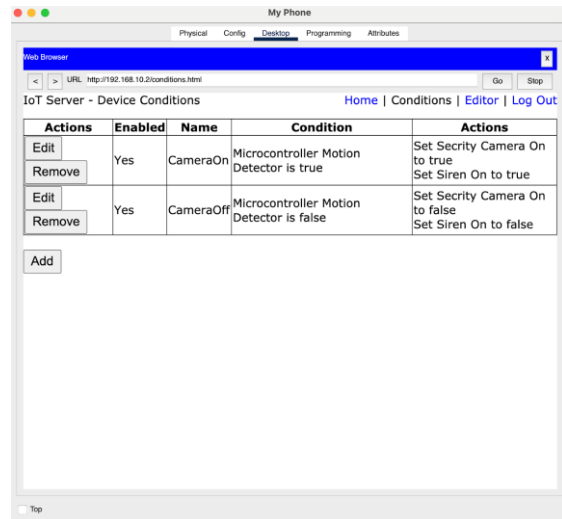 My Phone
Physical Config Desktop Programming Attributes
Web Browser X
< > URL http://192.168.10.2/conditions.html Go Stop
IoT Server - Device Conditions Home | Conditions | Editor | Log Out
Actions Enabled Name Condition Actions
Edit
Remove
Yes
CameraOn
Microcontroller Motion
Detector is true
Set Secrity Camera On
to true
Set Siren On to true
Edit
Remove
Yes
CameraOff
Microcontroller Motion
Detector is false
Set Secrity Camera On
to false
Set Siren On to false
Add
Top